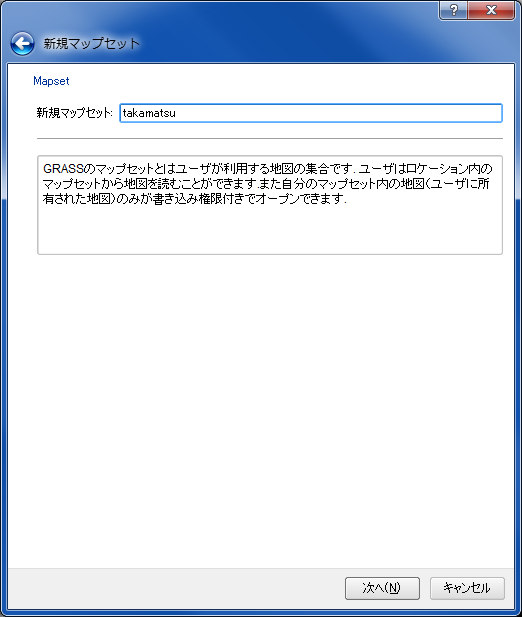 新規マップセット
Mapset
新規マップセット: takamatsu
GRASSのマップセットとはユーザが利用する地図の集合です. ユーザはロケーション内の
マップセットから地図を読むことができます.また自分のマップセット内の地図(ユーザに所
有された地図)のみが書き込み権限付きでオープンできます.
次へ(N)
キャンセル